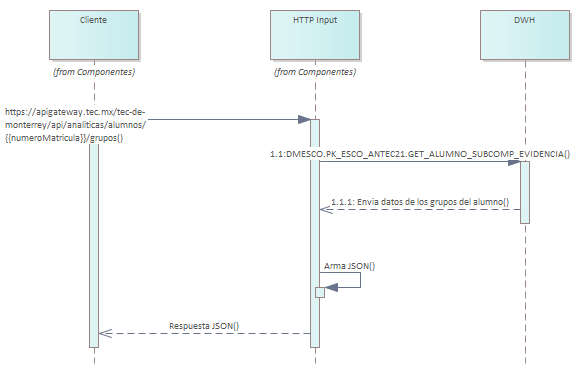 Cliente
HTTP Input
DWH
(from Componentes)
(from Componentes)
https://apigateway.tec.mx/tec-de-
monterrey/api/analiticas/alumnos/
{{numeroMatricula}}/grupos()
1.1:DMESCO.PK_ESCO_ANTEC21.GET_ALUMNO_SUBCOMP_EVIDENCIA()
1.1.1: Envía datos de los grupos del alumno()
Arma JSON()
Respuesta JSON()